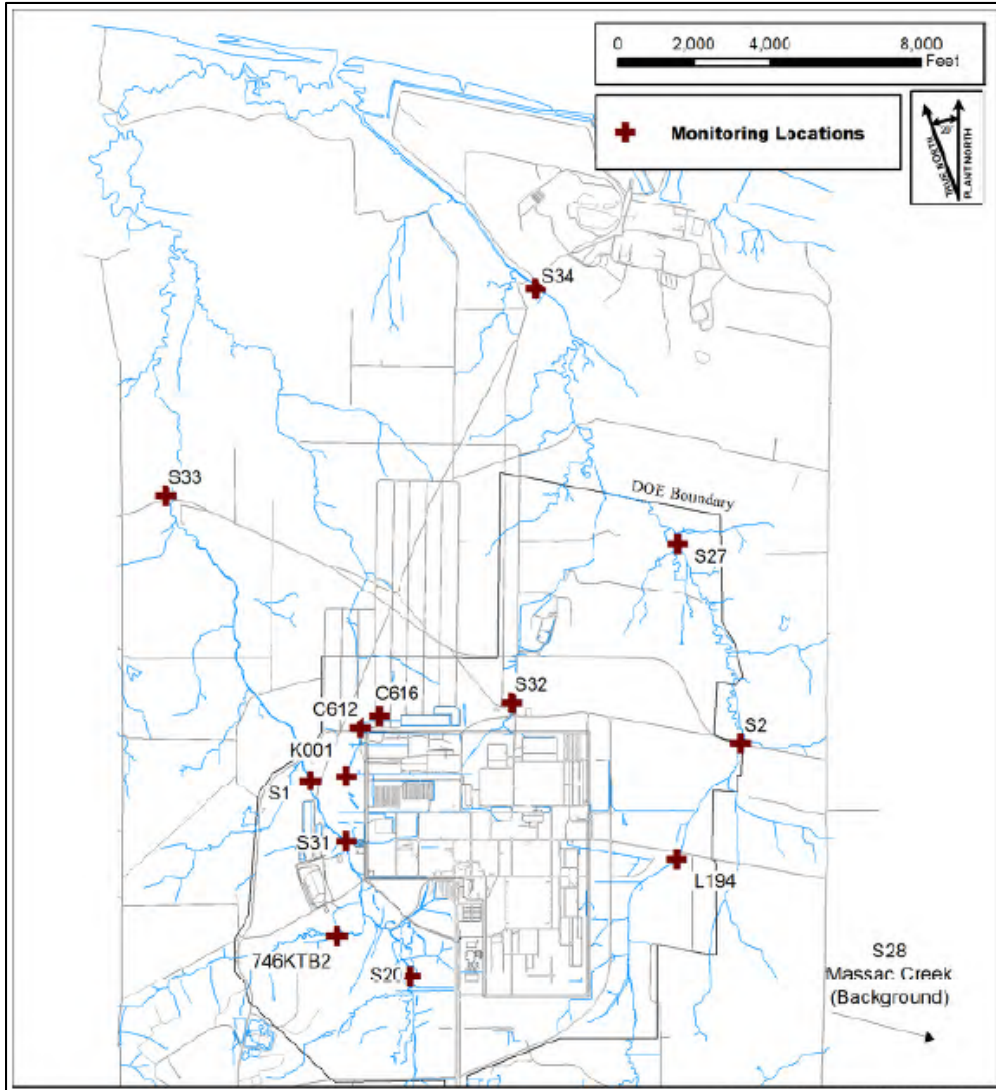 0 2,000 4,000 8,000
Feet
Monitoring Locations
TRUE NORTH
PLANT NORTH
S34
S33
DOE Boundary
S27
S32
C616
C612
S2
K001
S1
S31
L194
746KTB2
S20
S28
Massac Creek
(Background)